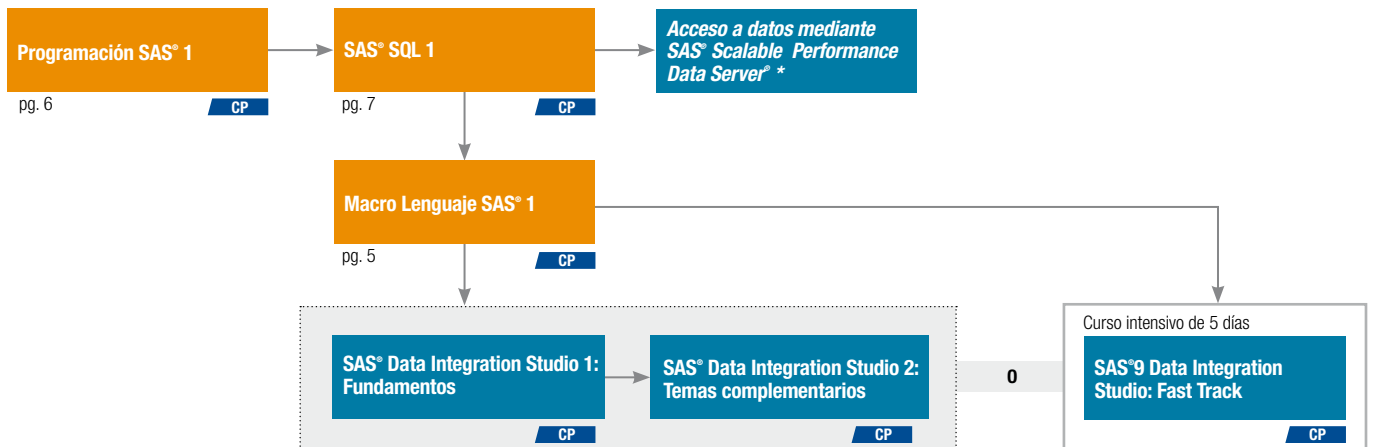 Programación SAS® 1
pg. 6
CP
SAS® SQL 1
pg. 7
CP
Acceso a datos mediante
SAS® Scalable Performance
Data Server® *
Macro Lenguaje SAS® 1
pg. 5
CP
SAS® Data Integration Studio 1:
Fundamentos
CP
SAS® Data Integration Studio 2:
Temas complementarios
CP
O
Curso intensivo de 5 días
SAS®9 Data Integration
Studio: Fast Track
CP